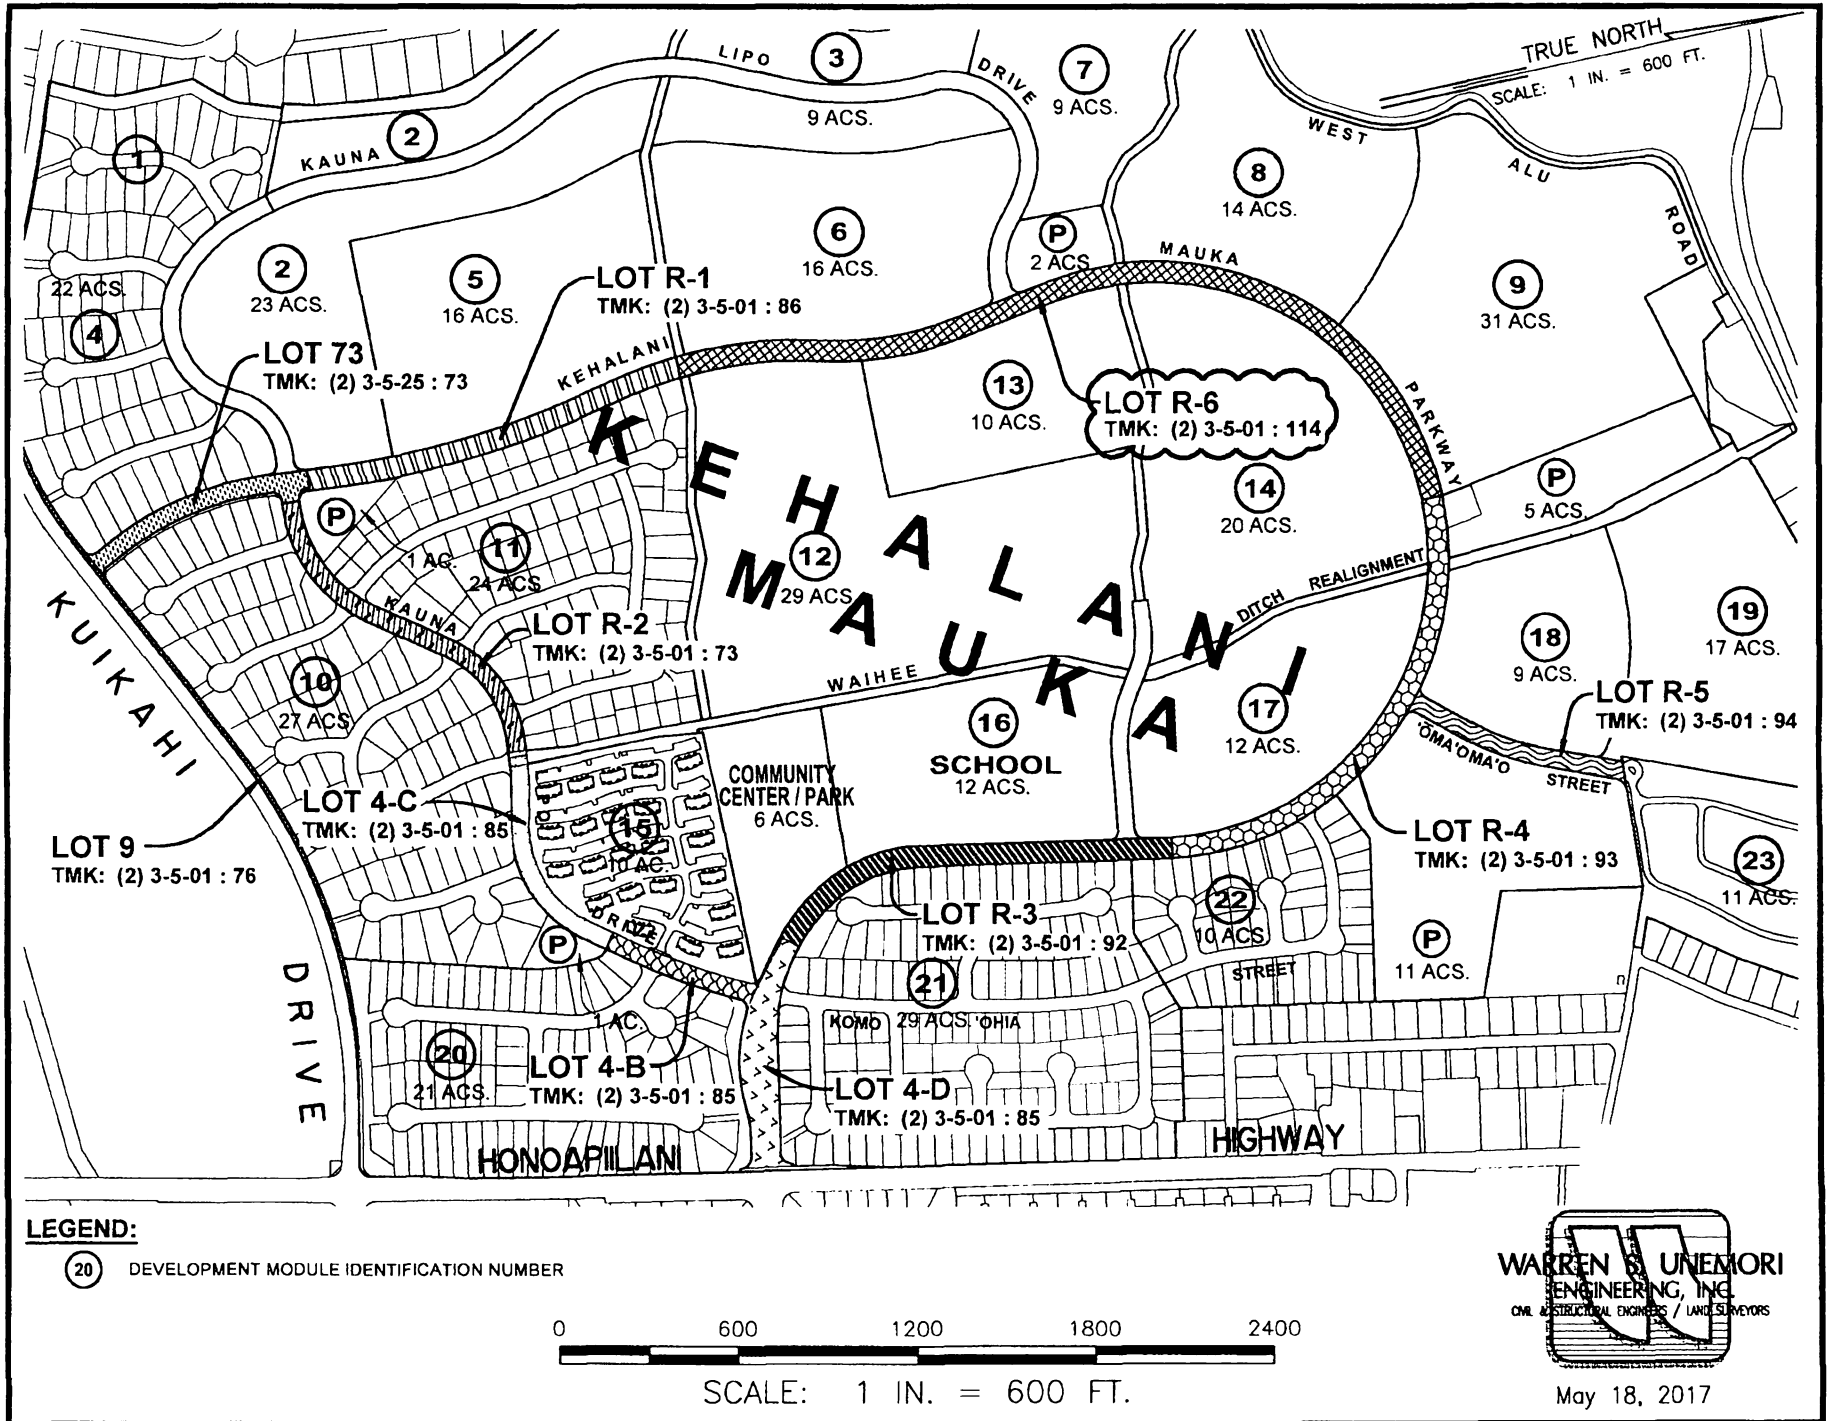 TRUE NORTH
SCALE: 1 IN. = 600 FT.
LIPO
DRIVE
3
9 ACS.
7
9 ACS.
WEST
ALU
ROAD
1
KAUNA
2
8
14 ACS.
22 ACS.
4
2
23 ACS.
5
16 ACS.
6
16 ACS.
P
2 ACS
MAUKA
9
31 ACS.
LOT R-1
TMK: (2) 3-5-01 : 86
LOT 73
TMK: (2) 3-5-25 : 73
KEHALANI
13
10 ACS.
LOT R-6
TMK: (2) 3-5-01 : 114
PARKWAY
14
20 ACS.
P
5 ACS.
P
1 AC.
11
24 ACS
KEHALANI
MAUKA
12
29 ACS
KAUNA
DITCH REALIGNMENT
LOT R-2
TMK: (2) 3-5-01 : 73
10
27 ACS
WAIHEE
18
9 ACS.
19
17 ACS.
LOT R-5
TMK: (2) 3-5-01 : 94
KUIKAHI
DRIVE
16
SCHOOL
12 ACS.
17
12 ACS.
'OMA'OMA'O
STREET
LOT 4-C
TMK: (2) 3-5-01 : 85
COMMUNITY
CENTER / PARK
6 ACS.
15
10 AC.
LOT 9
TMK: (2) 3-5-01 : 76
LOT R-4
TMK: (2) 3-5-01 : 93
23
11 ACS.
LOT R-3
TMK: (2) 3-5-01 : 92
22
10 ACS
DRIVE
P
1 AC.
P
11 ACS.
STREET
21
29 ACS.
KOMO 'OHIA
20
21 ACS.
LOT 4-B
TMK: (2) 3-5-01 : 85
LOT 4-D
TMK: (2) 3-5-01 : 85
HONOAPIILANI
HIGHWAY
LEGEND:
20 DEVELOPMENT MODULE IDENTIFICATION NUMBER
WARREN S. UNEMORI
ENGINEERING, INC.
CIVIL & STRUCTURAL ENGINEERS / LAND SURVEYORS
0 600 1200 1800 2400
SCALE: 1 IN. = 600 FT.
May 18, 2017